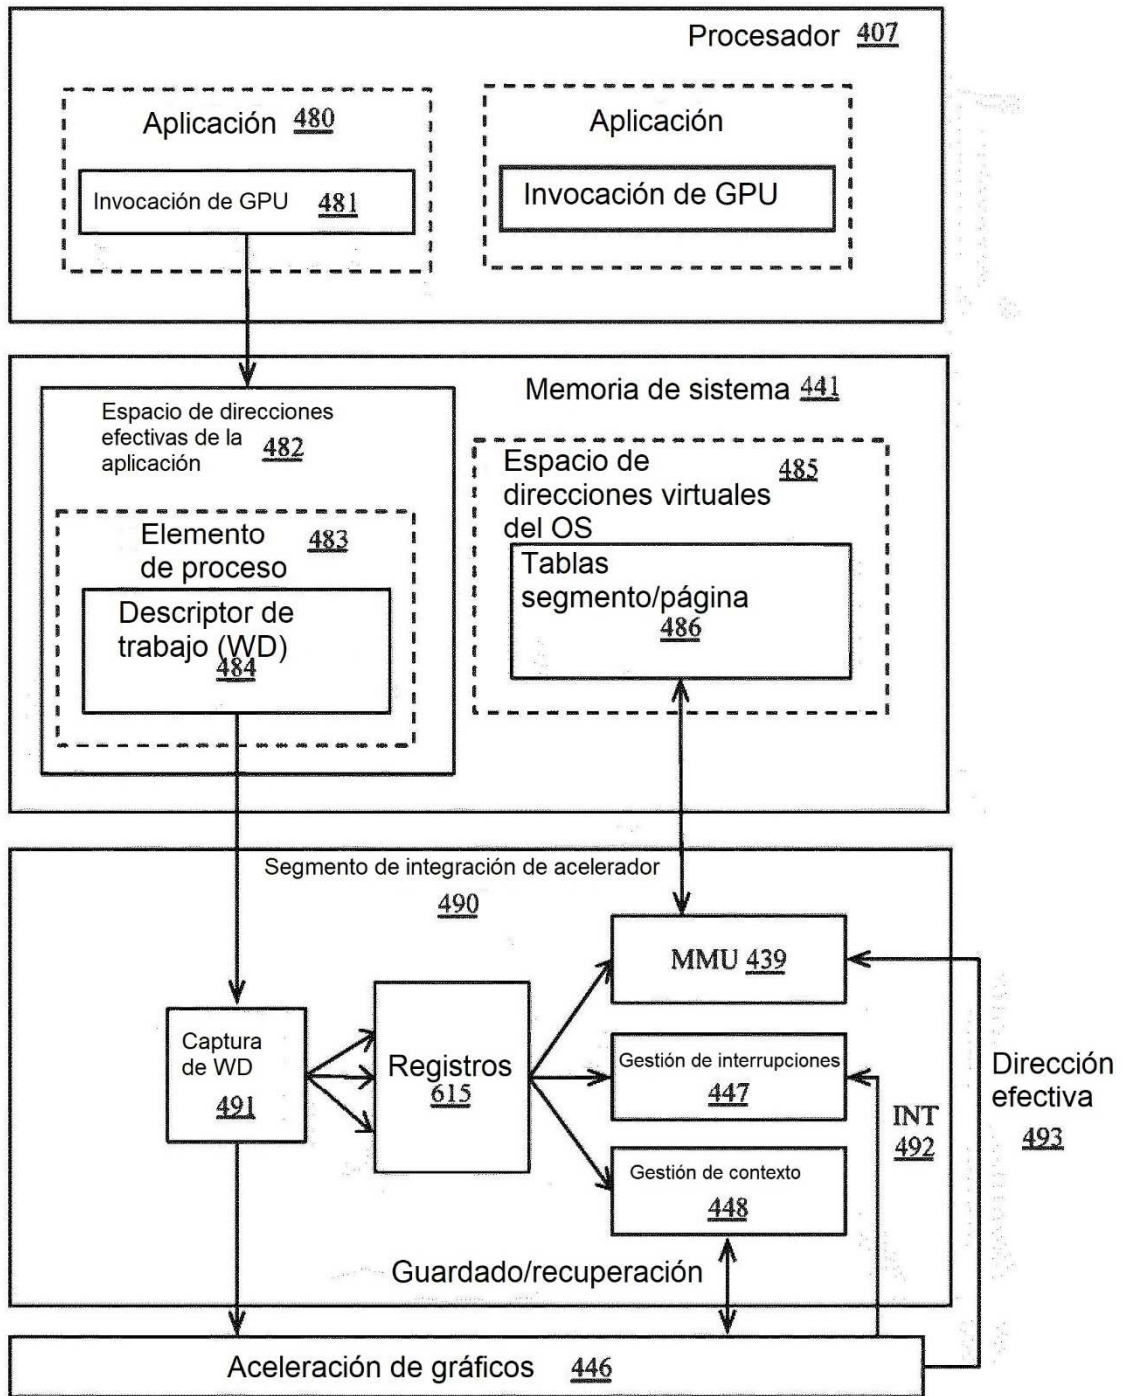 Procesador 407
Aplicación 480
Invocación de GPU 481
Aplicación
Invocación de GPU
Memoria de sistema 441
Espacio de direcciones
efectivas de la
aplicación 482
Elemento
de proceso 483
Descriptor de
trabajo (WD)
484
Espacio de
direcciones virtuales
del OS
485
Tablas
segmento/página
486
Segmento de integración de acelerador
490
Captura
de WD
491
Registros
615
MMU 439
Gestión de interrupciones
447
Gestión de contexto
448
INT
492
Dirección
efectiva
493
Guardado/recuperación
Aceleración de gráficos 446